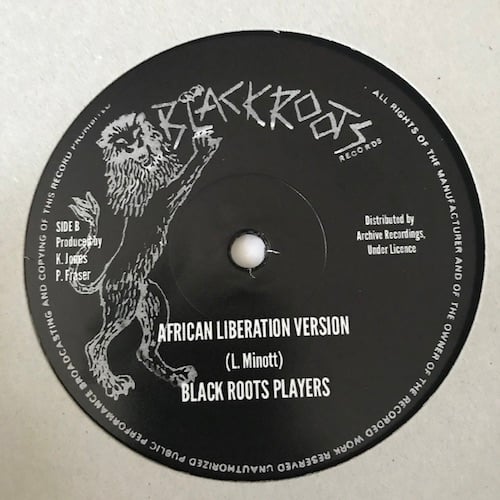 BLACKROOTS
RECORDS
ALL RIGHTS OF THE MANUFACTURER AND OF THE OWNER OF THE RECORDED WORK RESERVED UNAUTHORIZED PUBLIC PERFORMANCE BROADCASTING AND COPYING OF THIS RECORD PROHIBITED
SIDE B
Produced by
K. Jones
P. Fraser
Distributed by
Archive Recordings,
Under Licence
AFRICAN LIBERATION VERSION
(L. Minott)
BLACK ROOTS PLAYERS